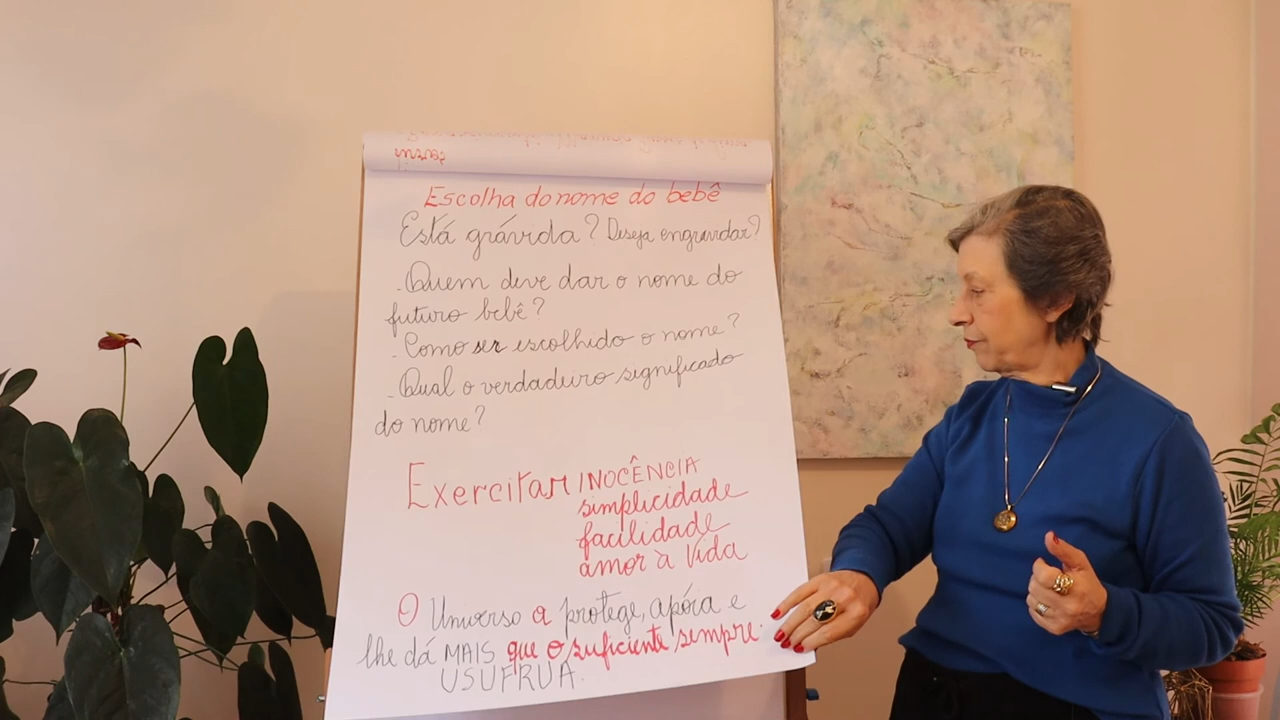 Escolha do nome do bebê
Está grávida? Deseja engravidar?
- Quem deve dar o nome do
futuro bebê?
- Como ser escolhido o nome?
- Qual o verdadeiro significado
do nome?
Exercitar INOCÊNCIA
simplicidade
facilidade
amor à Vida
O Universo a protege, apóia e
lhe dá MAIS que o suficiente sempre.
USUFRUA.